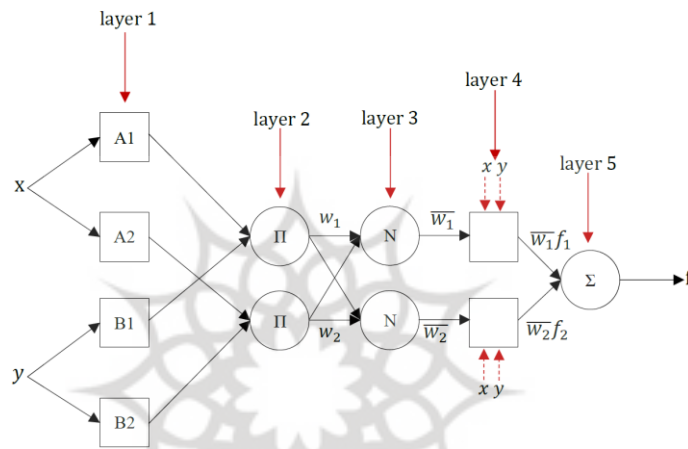 layer 1
layer 2
layer 3
layer 4
layer 5
x
y
A1
A2
B1
B2
Π
Π
w₁
w₂
N
N
w̅₁
w̅₂
x y
x y
w̅₁f₁
w̅₂f₂
Σ
f